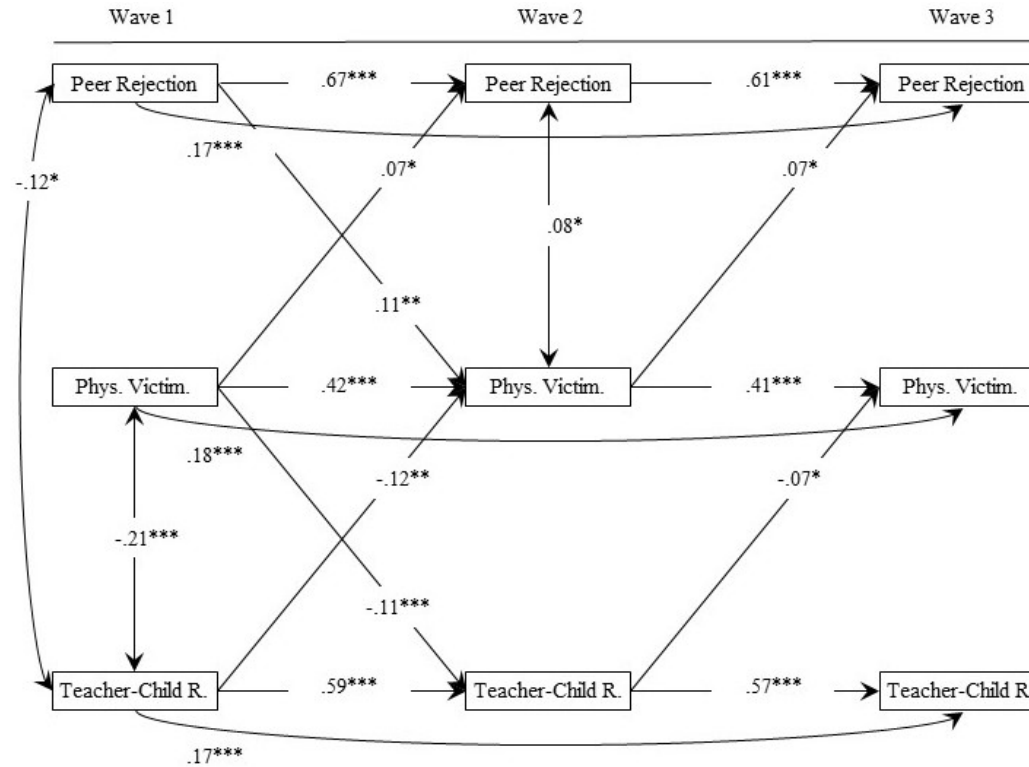 Wave 1 Wave 2 Wave 3
Peer Rejection .67*** Peer Rejection .61*** Peer Rejection
.17***
-.12* .07* .07*
.08*
.11**
Phys. Victim. .42*** Phys. Victim. .41*** Phys. Victim.
.18***
-.12** -.07*
-.21***
-.11***
Teacher-Child R. .59*** Teacher-Child R. .57*** Teacher-Child R
.17***